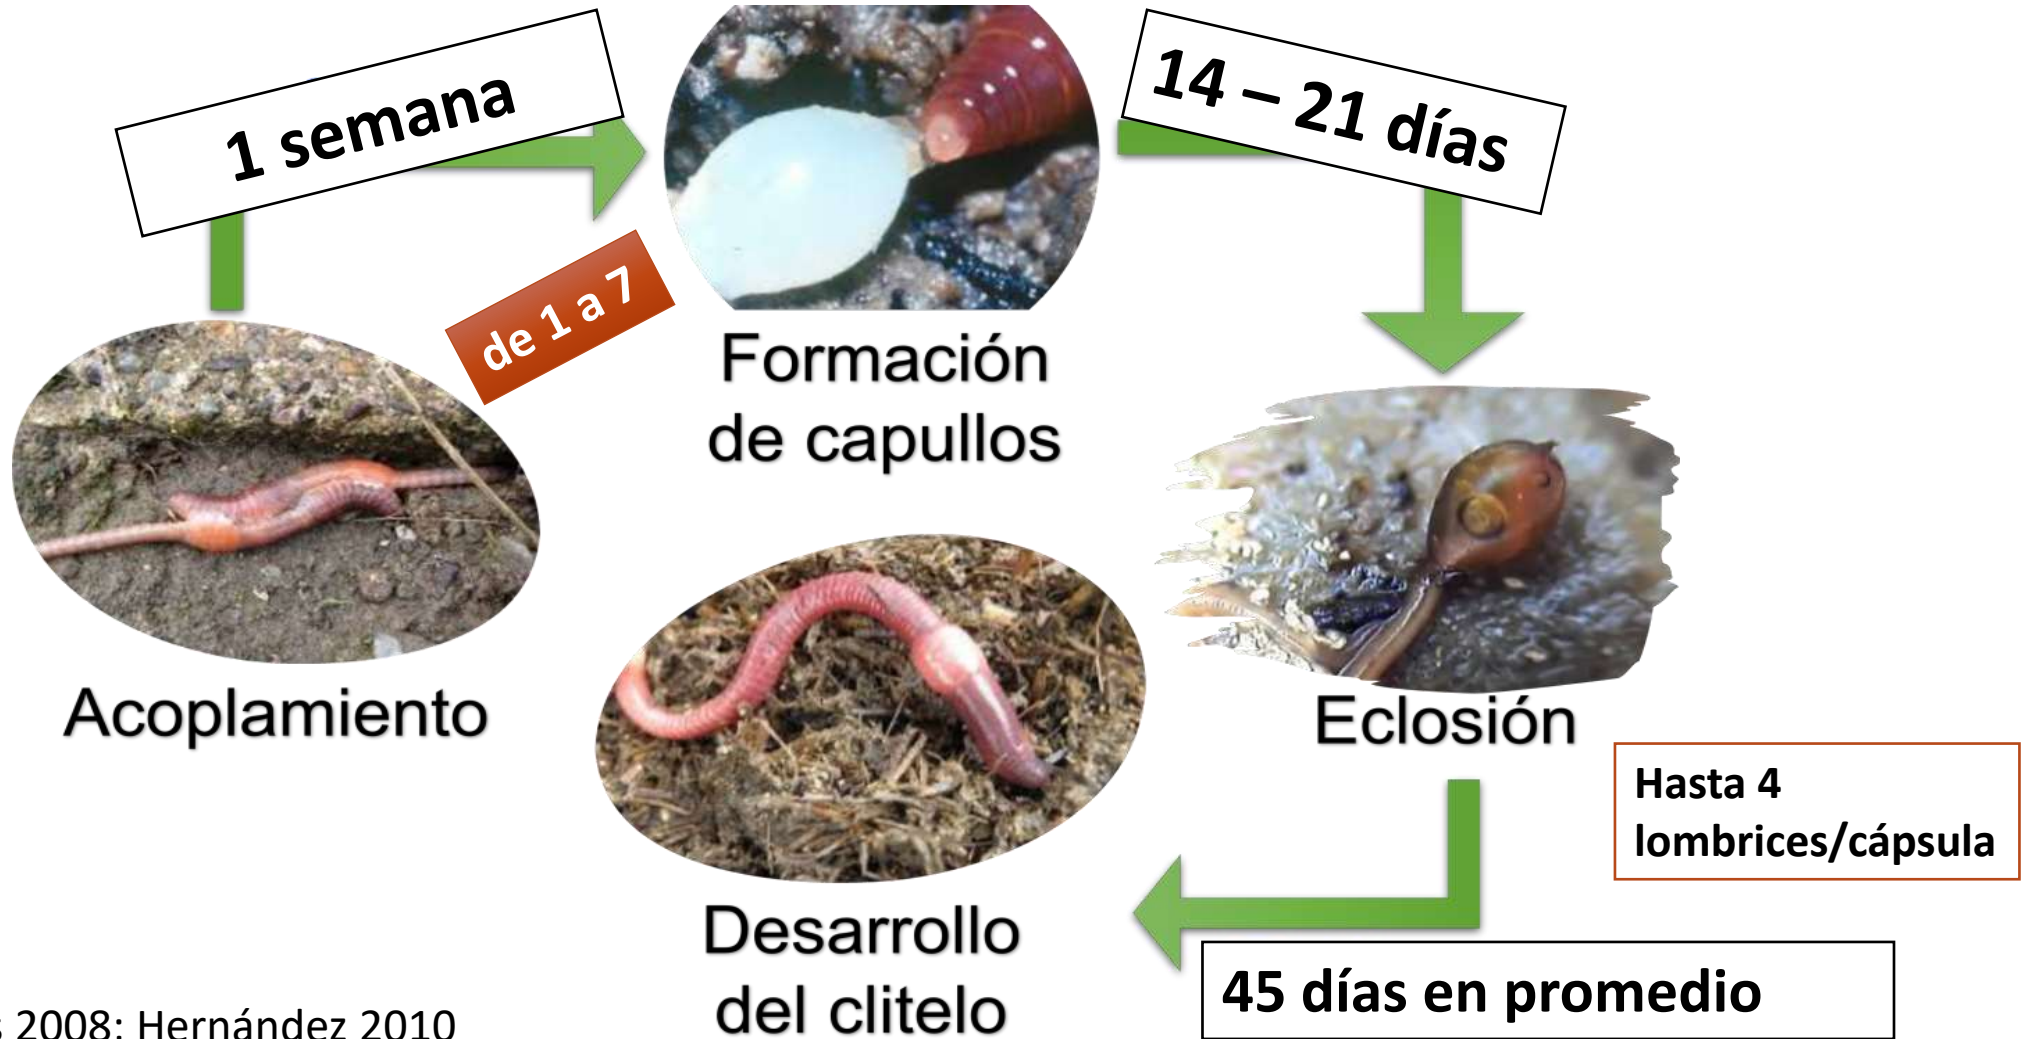 1 semana
14 – 21 días
de 1 a 7
Formación
de capullos
Acoplamiento
Eclosión
Hasta 4
lombrices/cápsula
Desarrollo
del clitelo
45 días en promedio
2008: Hernández 2010